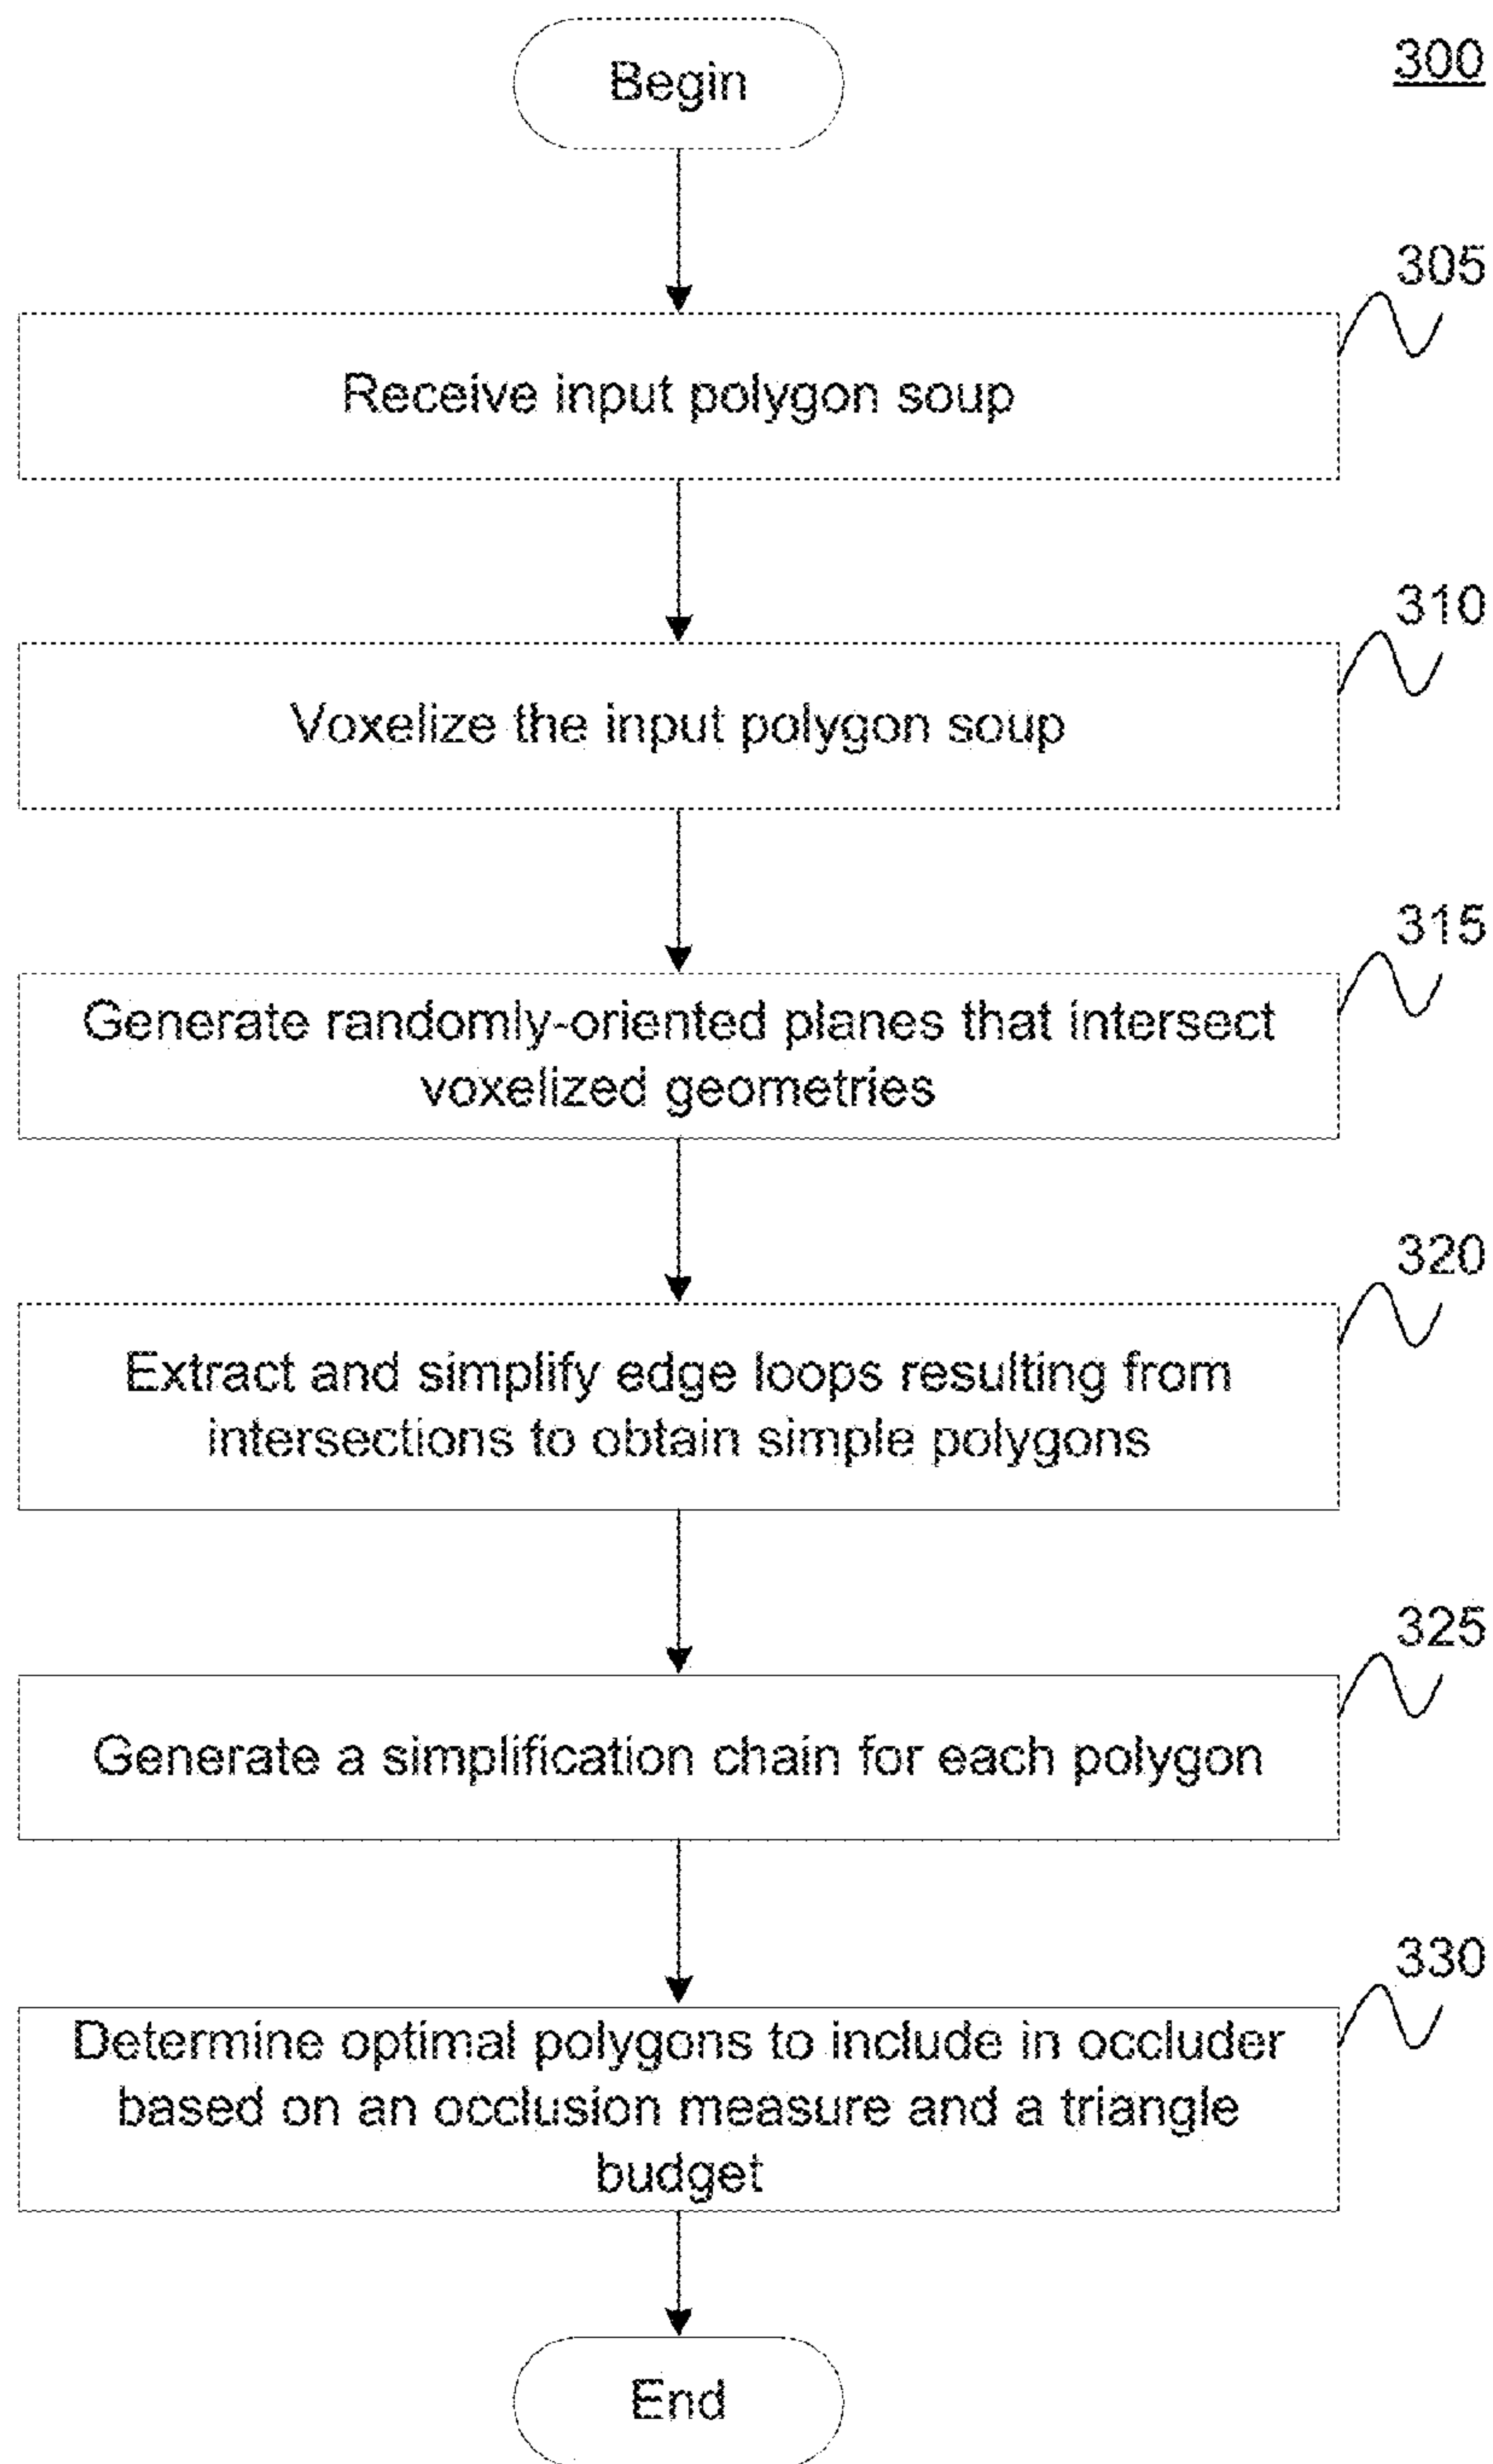 Begin
300
305
Receive input polygon soup
310
Voxelize the input polygon soup
315
Generate randomly-oriented planes that intersect
voxelized geometries
320
Extract and simplify edge loops resulting from
intersections to obtain simple polygons
325
Generate a simplification chain for each polygon
330
Determine optimal polygons to include in occluder
based on an occlusion measure and a triangle
budget
End